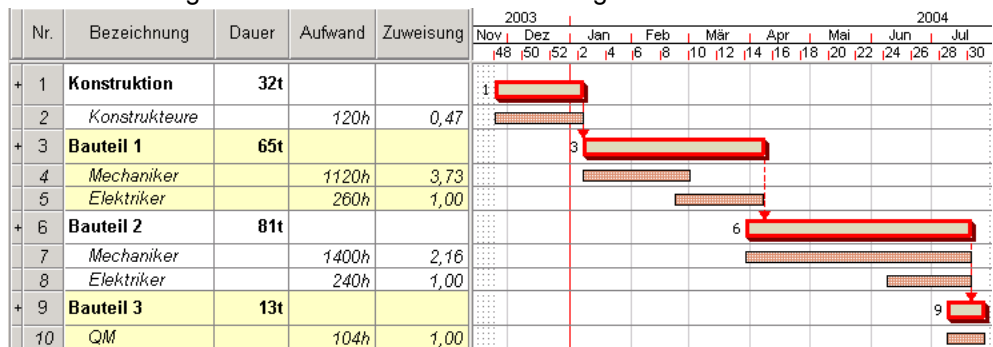 2003 2004
Nr. Bezeichnung Dauer Aufwand Zuweisung Nov Dez Jan Feb Mär Apr Mai Jun Jul
48 50 52 2 4 6 8 10 12 14 16 18 20 22 24 26 28 30
+ 1 Konstruktion 32t 1
2 Konstrukteure 120h 0,47
+ 3 Bauteil 1 65t 3
4 Mechaniker 1120h 3,73
5 Elektriker 260h 1,00
+ 6 Bauteil 2 81t 6
7 Mechaniker 1400h 2,16
8 Elektriker 240h 1,00
+ 9 Bauteil 3 13t 9
10 QM 104h 1,00